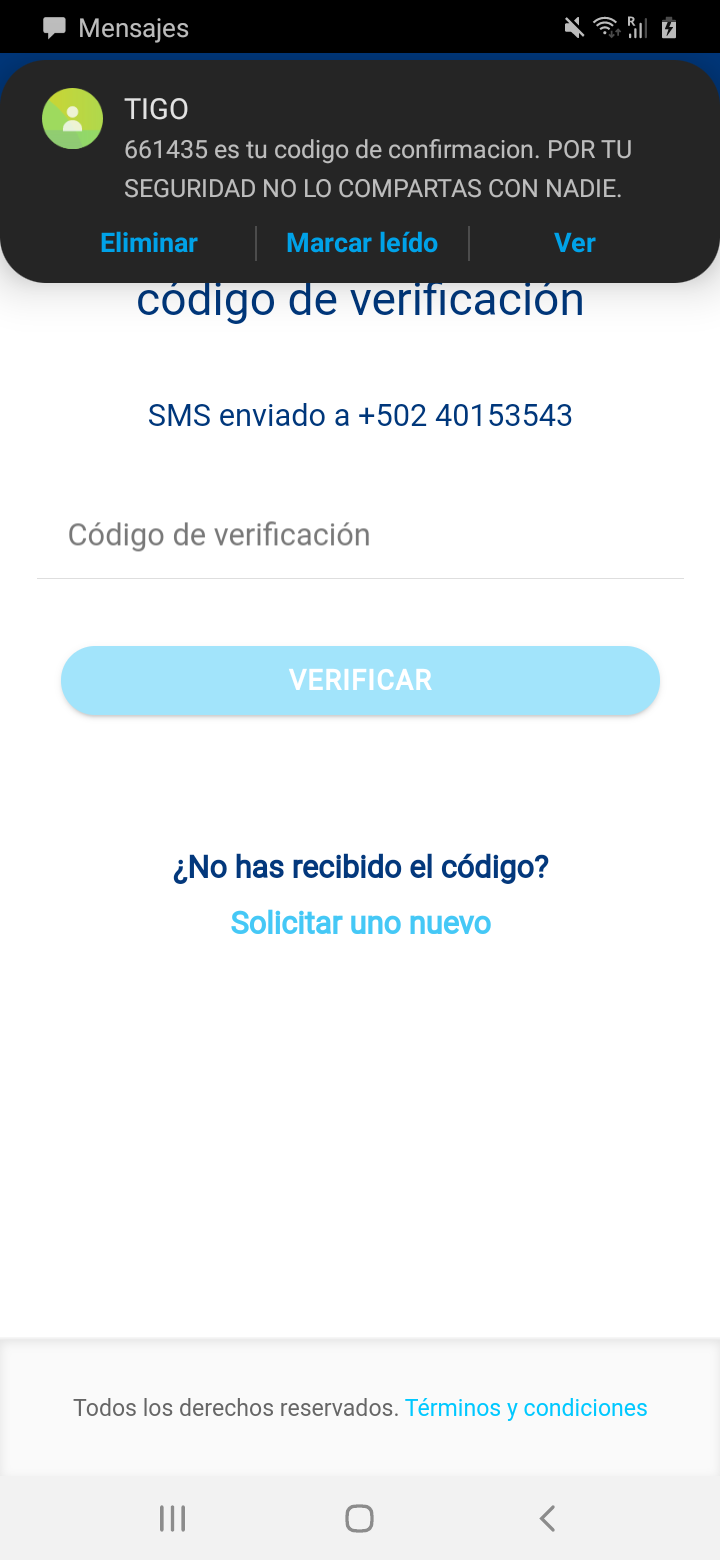 Mensajes
R
TIGO
661435 es tu codigo de confirmacion. POR TU
SEGURIDAD NO LO COMPARTAS CON NADIE.
Eliminar
Marcar leído
Ver
código de verificación
SMS enviado a +502 40153543
Código de verificación
VERIFICAR
¿No has recibido el código?
Solicitar uno nuevo
Todos los derechos reservados. Términos y condiciones